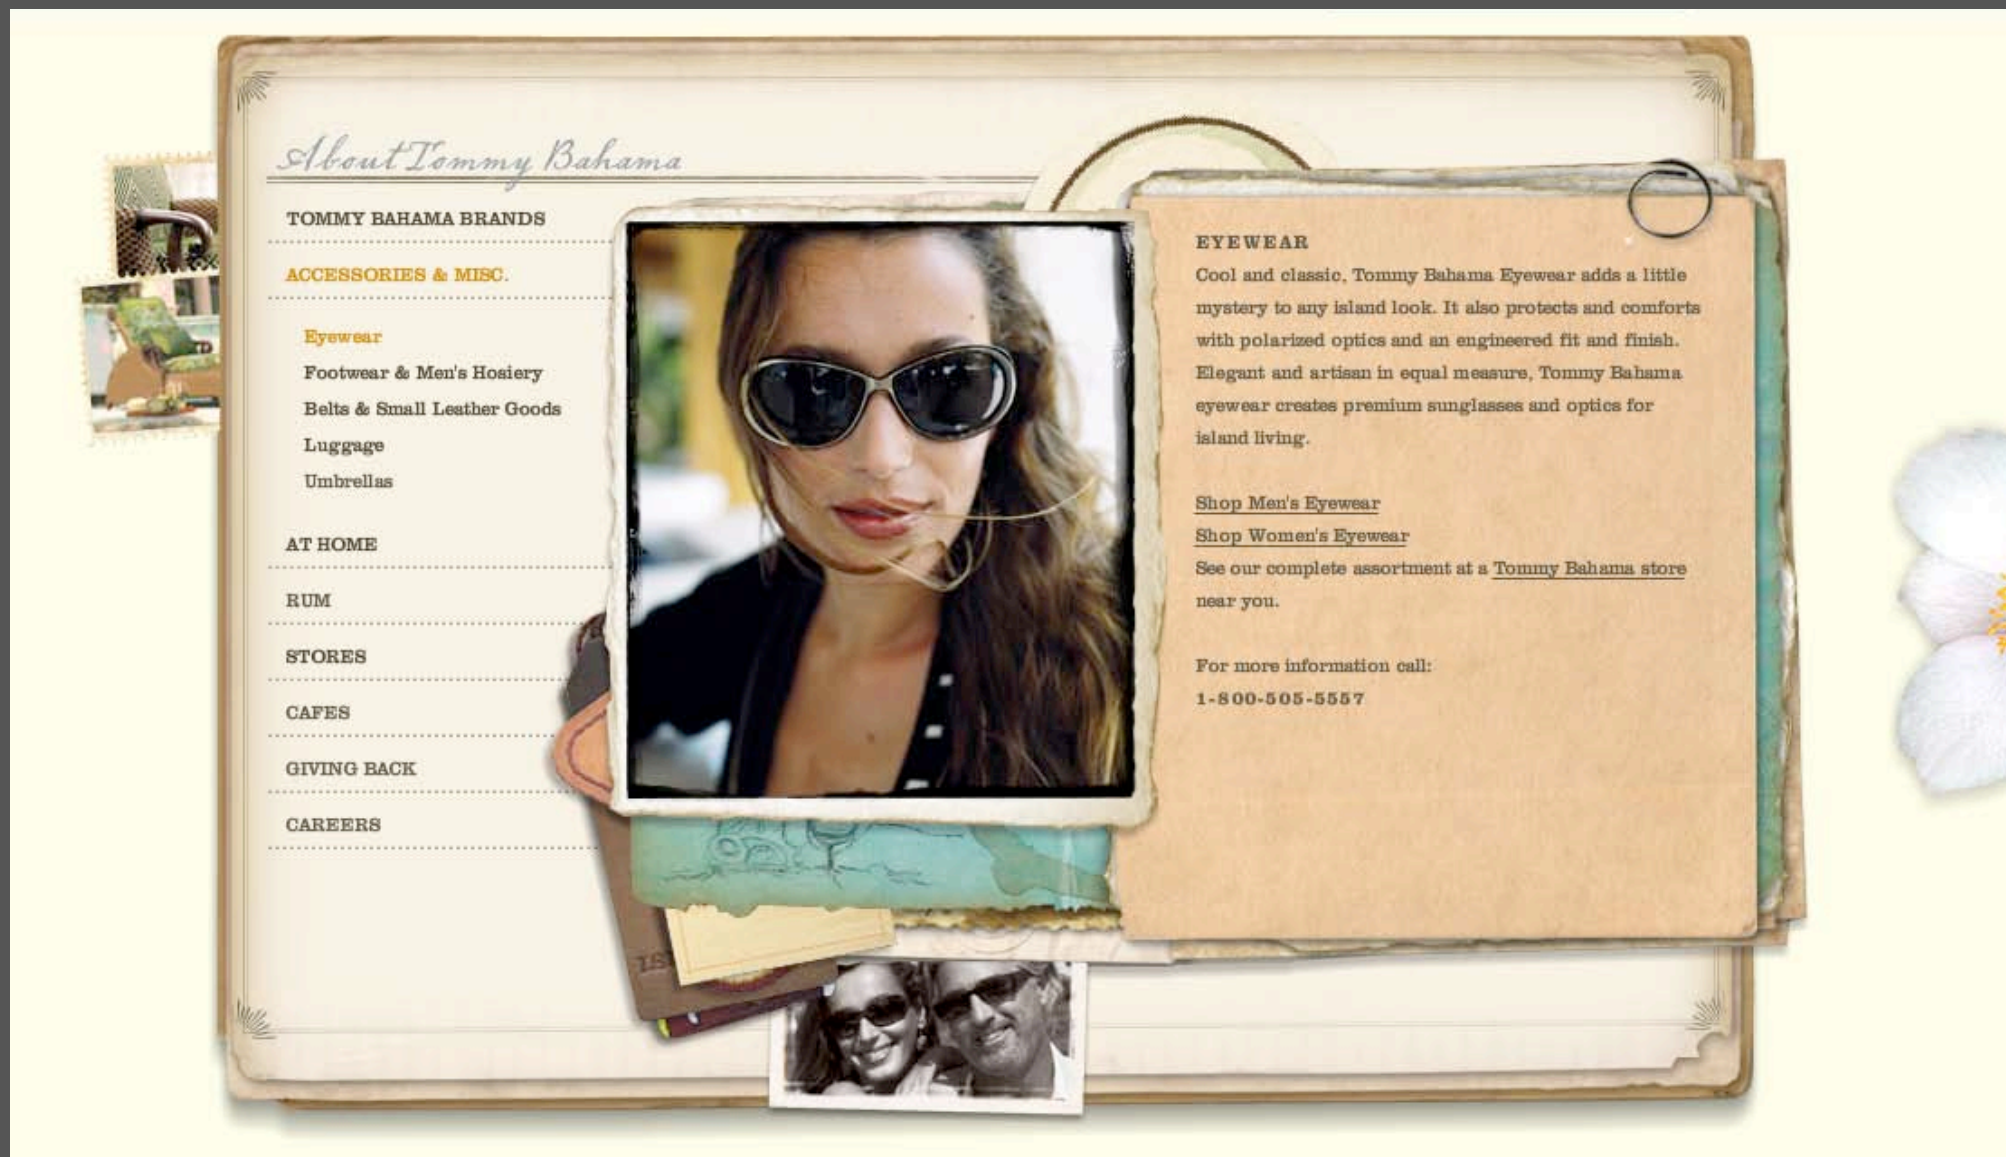 About Tommy Bahama
TOMMY BAHAMA BRANDS
ACCESSORIES & MISC.
Eyewear
Footwear & Men's Hosiery
Belts & Small Leather Goods
Luggage
Umbrellas
AT HOME
RUM
STORES
CAFES
GIVING BACK
CAREERS
EYEWEAR
Cool and classic, Tommy Bahama Eyewear adds a little
mystery to any island look. It also protects and comforts
with polarized optics and an engineered fit and finish.
Elegant and artisan in equal measure, Tommy Bahama
eyewear creates premium sunglasses and optics for
island living.
Shop Men's Eyewear
Shop Women's Eyewear
See our complete assortment at a Tommy Bahama store
near you.
For more information call:
1-800-505-5557